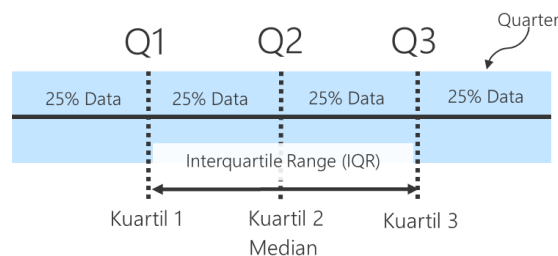 Quarter
Q1 Q2 Q3
25% Data 25% Data 25% Data 25% Data
Interquartile Range (IQR)
Kuartil 1 Kuartil 2 Kuartil 3
Median